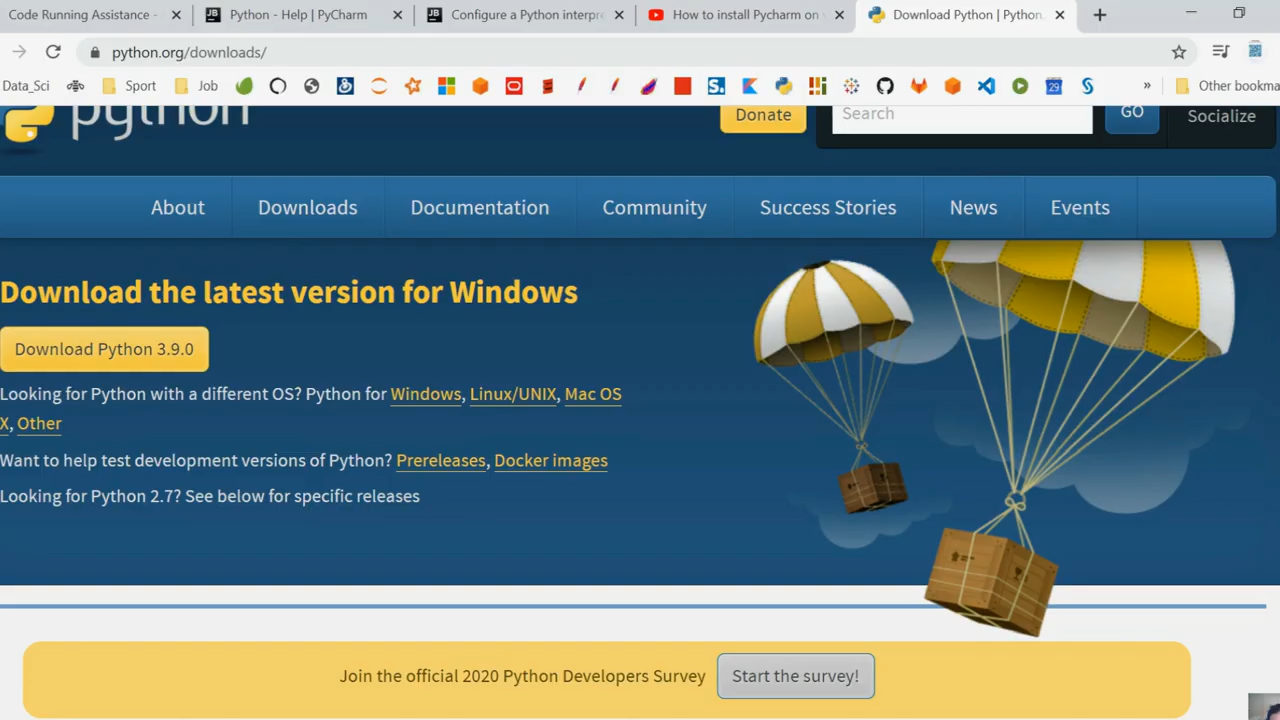 Code Running Assistance -
Python - Help | PyCharm
Configure a Python interpre
How to install Pycharm on
Download Python | Python.
python.org/downloads/
Data_Sci
Sport
Job
29
»
Other bookma
python
Donate
Search
GO
Socialize
About
Downloads
Documentation
Community
Success Stories
News
Events
Download the latest version for Windows
Download Python 3.9.0
Looking for Python with a different OS? Python for Windows, Linux/UNIX, Mac OS
X, Other
Want to help test development versions of Python? Prereleases, Docker images
Looking for Python 2.7? See below for specific releases
Join the official 2020 Python Developers Survey
Start the survey!